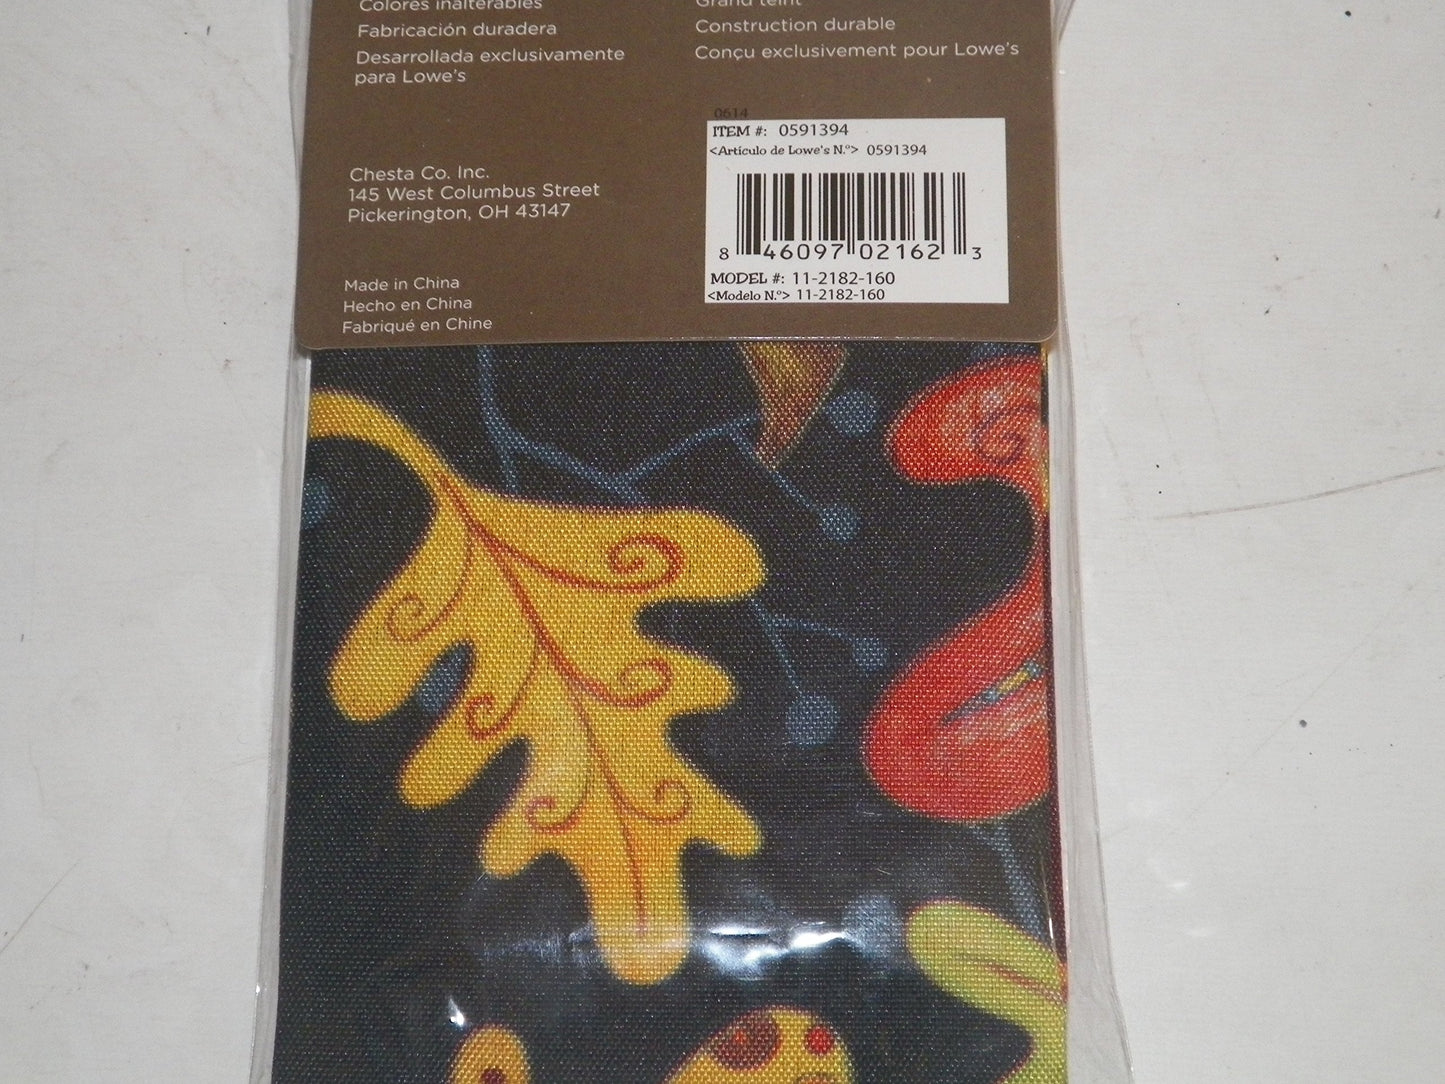 Colores inalterables
Fabricación duradera
Desarrollada exclusivamente
para Lowe's
Grand teint
Construction durable
Conçu exclusivement pour Lowe's
Chesta Co. Inc.
145 West Columbus Street
Pickerington, OH 43147
Made in China
Hecho en China
Fabriqué en Chine
0614
ITEM #: 0591394
<Artículo de Lowe's N.º> 0591394
8 46097 02162 3
MODEL #: 11-2182-160
<Modelo N.º> 11-2182-160